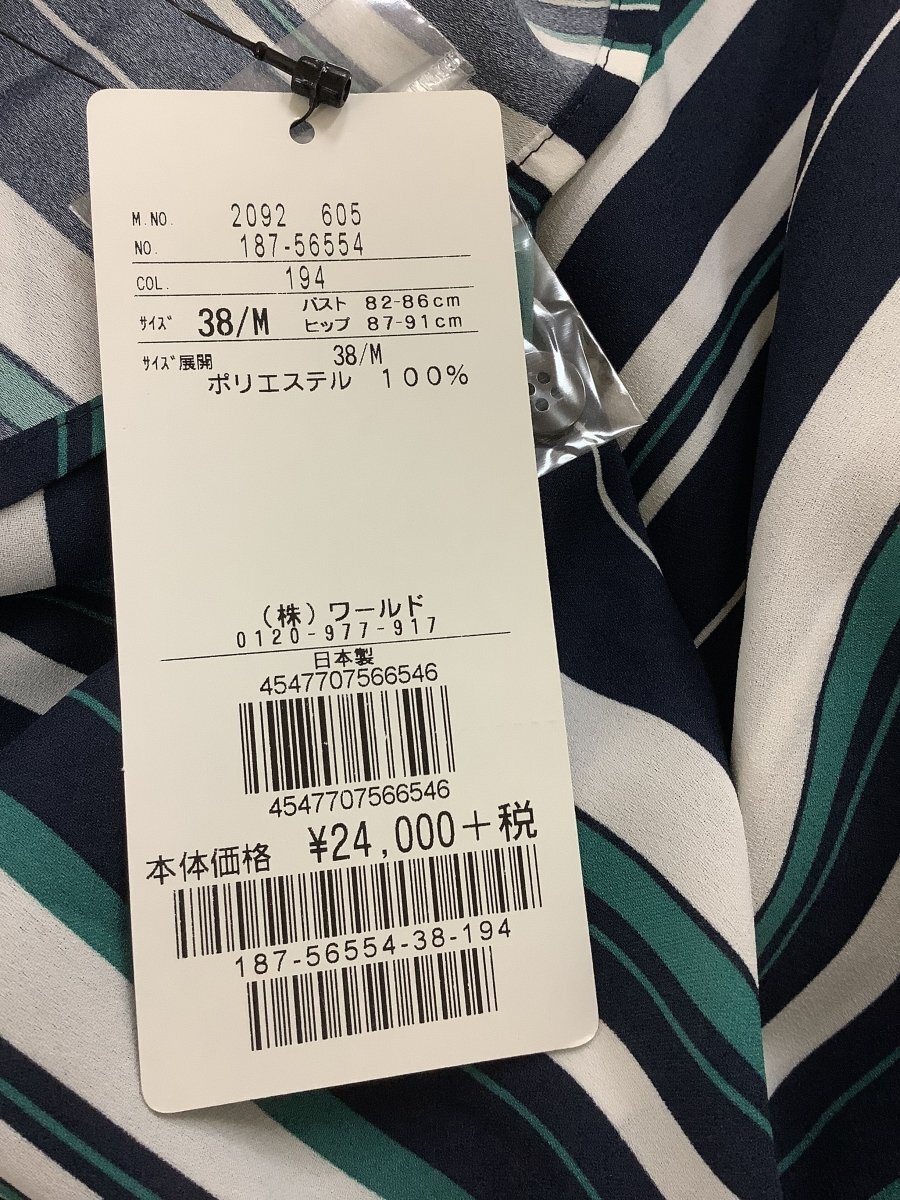 M.NO. 2092 605
NO. 187-56554
COL. 194
ｻｲｽﾞ 38/M バスト 82-86cm
ヒップ 87-91cm
ｻｲｽﾞ展開 38/M
ポリエステル 100%
(株)ワールド
0120-977-917
日本製
4547707566546
4547707566546
本体価格 ¥24,000+税
187-56554-38-194